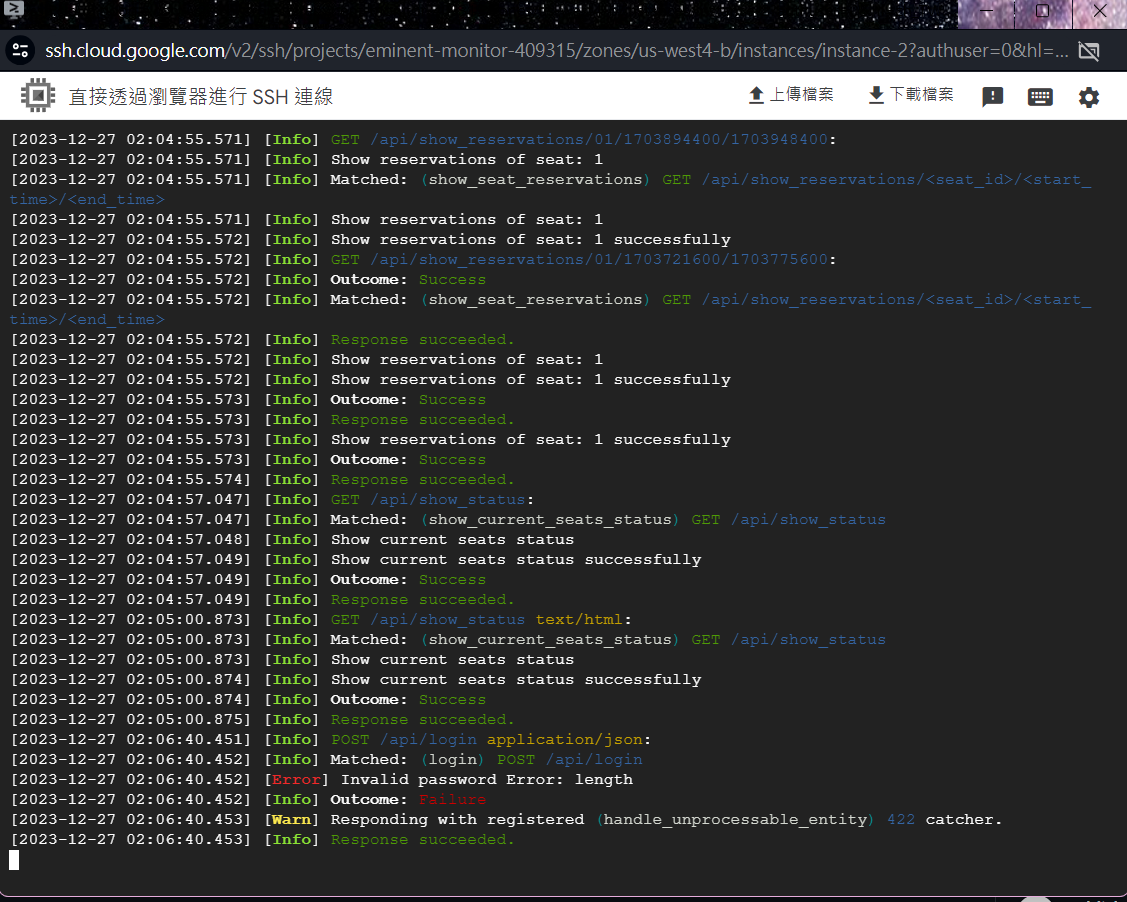 ssh.cloud.google.com/v2/ssh/projects/eminent-monitor-409315/zones/us-west4-b/instances/instance-2?authuser=0&hl=...
直接透過瀏覽器進行 SSH 連線
上傳檔案
下載檔案
[2023-12-27 02:04:55.571] [Info] GET /api/show_reservations/01/1703894400/1703948400:
[2023-12-27 02:04:55.571] [Info] Show reservations of seat: 1
[2023-12-27 02:04:55.571] [Info] Matched: (show_seat_reservations) GET /api/show_reservations/<seat_id>/<start_
time>/<end_time>
[2023-12-27 02:04:55.571] [Info] Show reservations of seat: 1
[2023-12-27 02:04:55.572] [Info] Show reservations of seat: 1 successfully
[2023-12-27 02:04:55.572] [Info] GET /api/show_reservations/01/1703721600/1703775600:
[2023-12-27 02:04:55.572] [Info] Outcome: Success
[2023-12-27 02:04:55.572] [Info] Matched: (show_seat_reservations) GET /api/show_reservations/<seat_id>/<start_
time>/<end_time>
[2023-12-27 02:04:55.572] [Info] Response succeeded.
[2023-12-27 02:04:55.572] [Info] Show reservations of seat: 1
[2023-12-27 02:04:55.572] [Info] Show reservations of seat: 1 successfully
[2023-12-27 02:04:55.573] [Info] Outcome: Success
[2023-12-27 02:04:55.573] [Info] Response succeeded.
[2023-12-27 02:04:55.573] [Info] Show reservations of seat: 1 successfully
[2023-12-27 02:04:55.573] [Info] Outcome: Success
[2023-12-27 02:04:55.574] [Info] Response succeeded.
[2023-12-27 02:04:57.047] [Info] GET /api/show_status:
[2023-12-27 02:04:57.047] [Info] Matched: (show_current_seats_status) GET /api/show_status
[2023-12-27 02:04:57.048] [Info] Show current seats status
[2023-12-27 02:04:57.049] [Info] Show current seats status successfully
[2023-12-27 02:04:57.049] [Info] Outcome: Success
[2023-12-27 02:04:57.049] [Info] Response succeeded.
[2023-12-27 02:05:00.873] [Info] GET /api/show_status text/html:
[2023-12-27 02:05:00.873] [Info] Matched: (show_current_seats_status) GET /api/show_status
[2023-12-27 02:05:00.873] [Info] Show current seats status
[2023-12-27 02:05:00.874] [Info] Show current seats status successfully
[2023-12-27 02:05:00.874] [Info] Outcome: Success
[2023-12-27 02:05:00.875] [Info] Response succeeded.
[2023-12-27 02:06:40.451] [Info] POST /api/login application/json:
[2023-12-27 02:06:40.452] [Info] Matched: (login) POST /api/login
[2023-12-27 02:06:40.452] [Error] Invalid password Error: length
[2023-12-27 02:06:40.452] [Info] Outcome: Failure
[2023-12-27 02:06:40.453] [Warn] Responding with registered (handle_unprocessable_entity) 422 catcher.
[2023-12-27 02:06:40.453] [Info] Response succeeded.